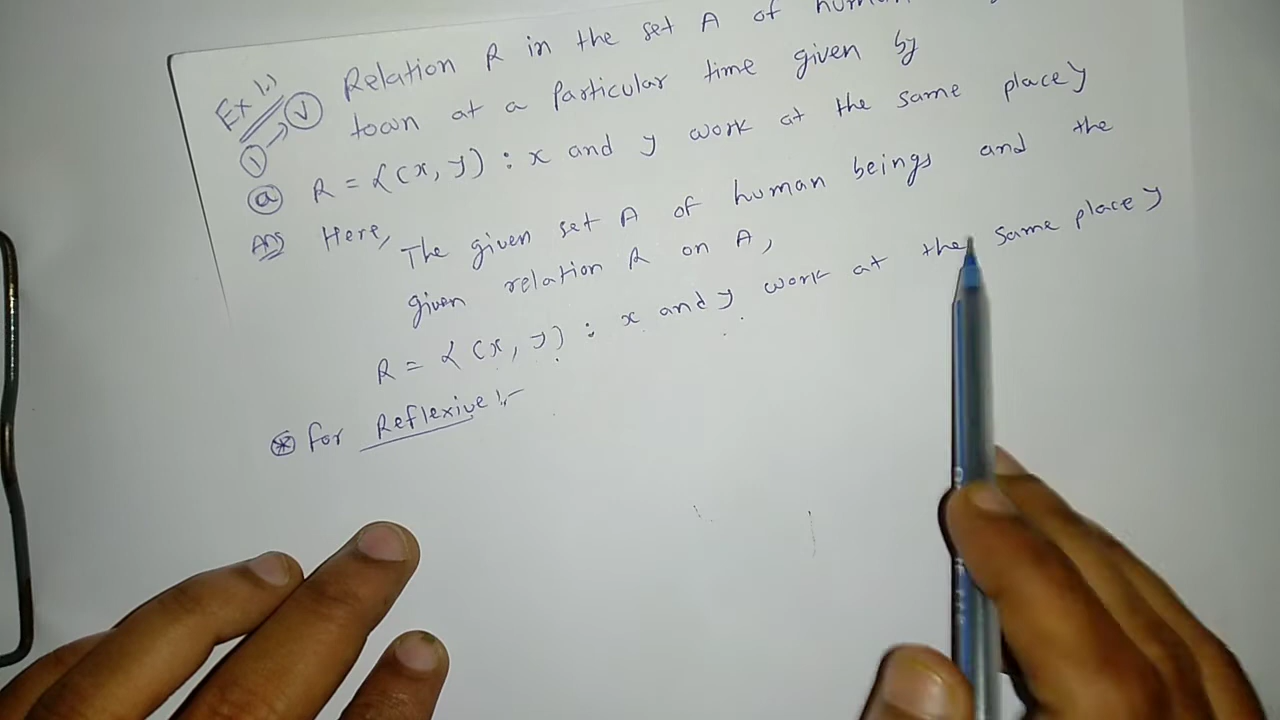 Ex 1.1
1 → v Relation R in the set A of human
town at a Particular time given by
a R = {(x, y) : x and y work at the same place}
Ans Here,
The given set A of human beings and the
given relation R on A,
R = {(x, y) : x and y work at the same place}
* For Reflexive :-